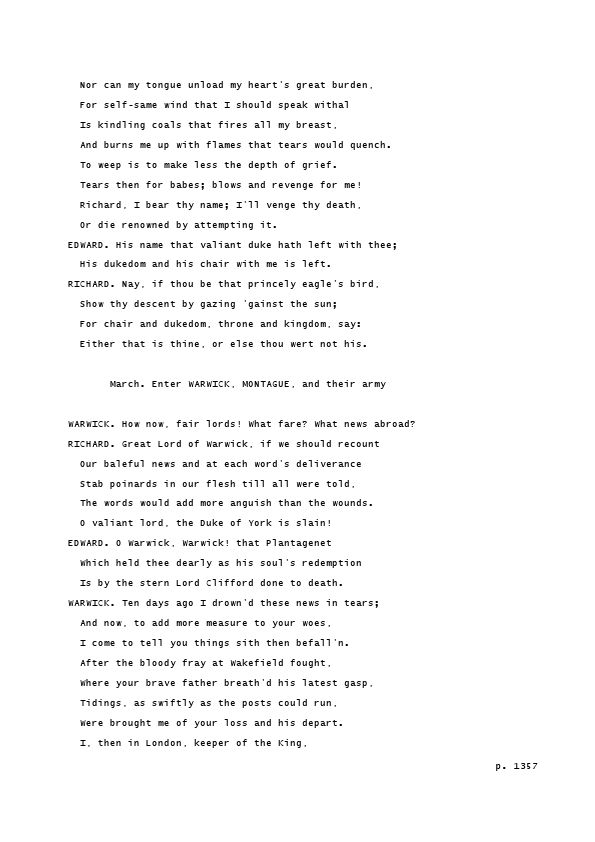 Nor can my tongue unload my heart's great burden,
For self-same wind that I should speak withal
Is kindling coals that fires all my breast,
And burns me up with flames that tears would quench.
To weep is to make less the depth of grief.
Tears then for babes; blows and revenge for me!
Richard, I bear thy name; I'll venge thy death,
Or die renowned by attempting it.
EDWARD. His name that valiant duke hath left with thee;
His dukedom and his chair with me is left.
RICHARD. Nay, if thou be that princely eagle's bird,
Show thy descent by gazing 'gainst the sun;
For chair and dukedom, throne and kingdom, say:
Either that is thine, or else thou wert not his.
March. Enter WARWICK, MONTAGUE, and their army
WARWICK. How now, fair lords! What fare? What news abroad?
RICHARD. Great Lord of Warwick, if we should recount
Our baleful news and at each word's deliverance
Stab poinards in our flesh till all were told,
The words would add more anguish than the wounds.
O valiant lord, the Duke of York is slain!
EDWARD. O Warwick, Warwick! that Plantagenet
Which held thee dearly as his soul's redemption
Is by the stern Lord Clifford done to death.
WARWICK. Ten days ago I drown'd these news in tears;
And now, to add more measure to your woes,
I come to tell you things sith then befall'n.
After the bloody fray at Wakefield fought,
Where your brave father breath'd his latest gasp,
Tidings, as swiftly as the posts could run,
Were brought me of your loss and his depart.
I, then in London, keeper of the King,
p. 1357